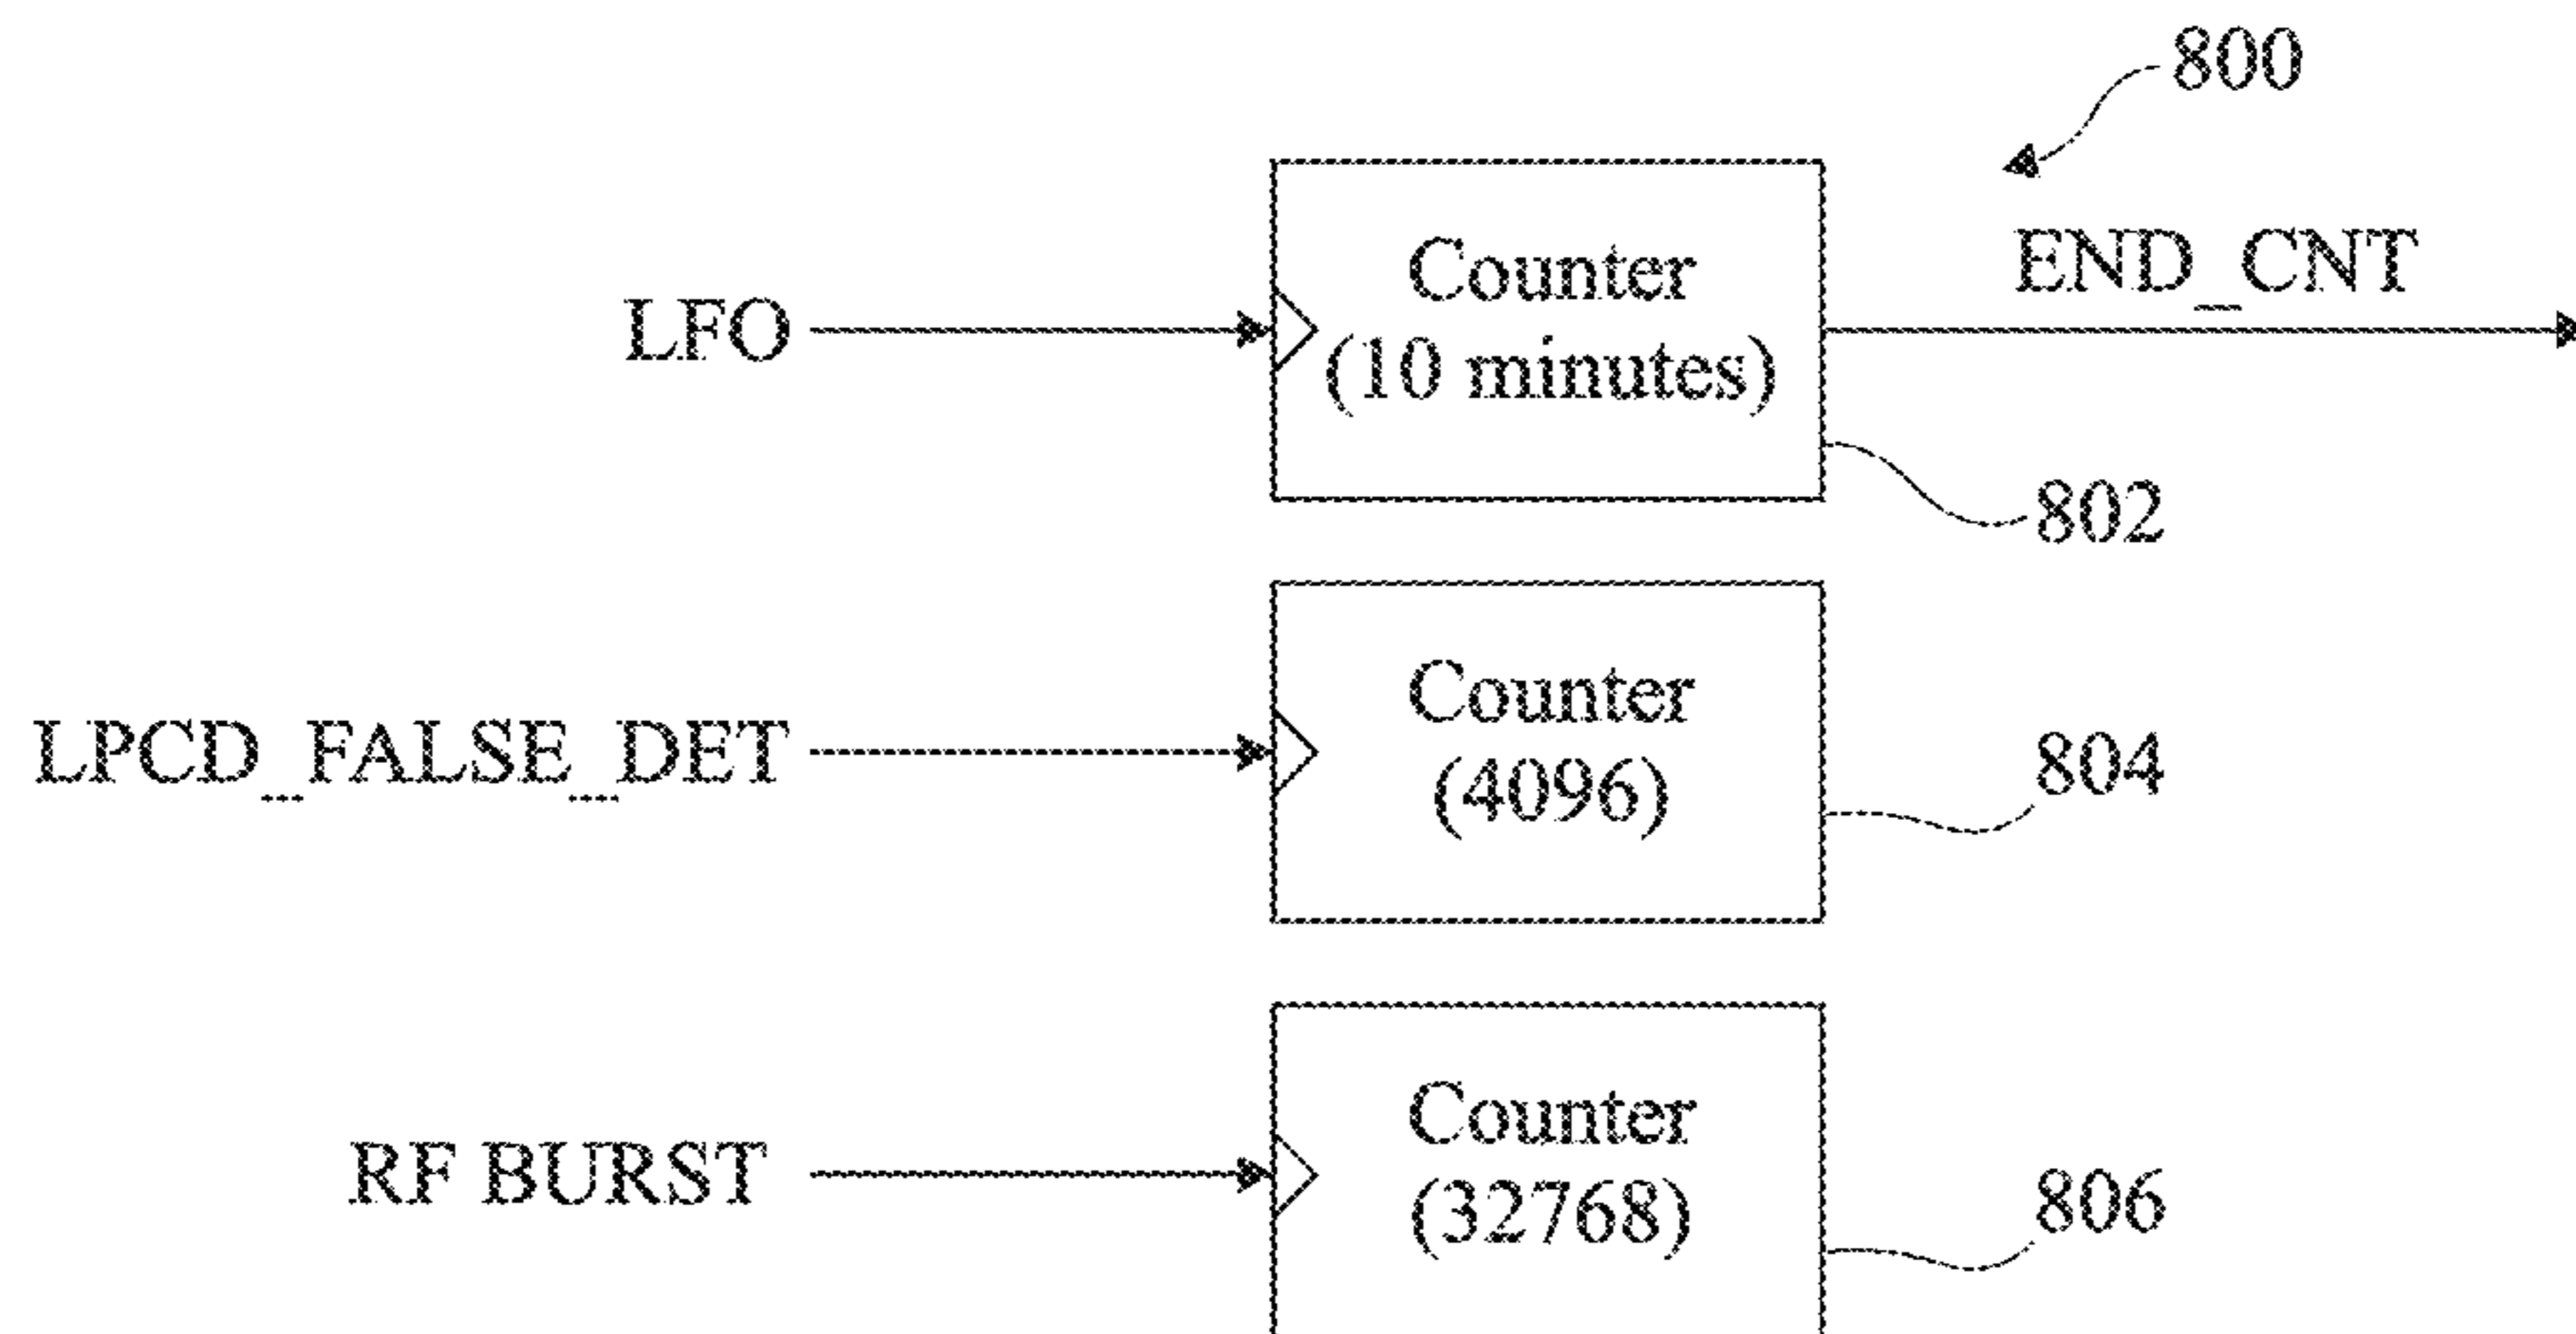 800
Counter
(10 minutes)
END_CNT
LFO
802
Counter
(4096)
LPCD_FALSE_DET
804
Counter
(32768)
RF BURST
806